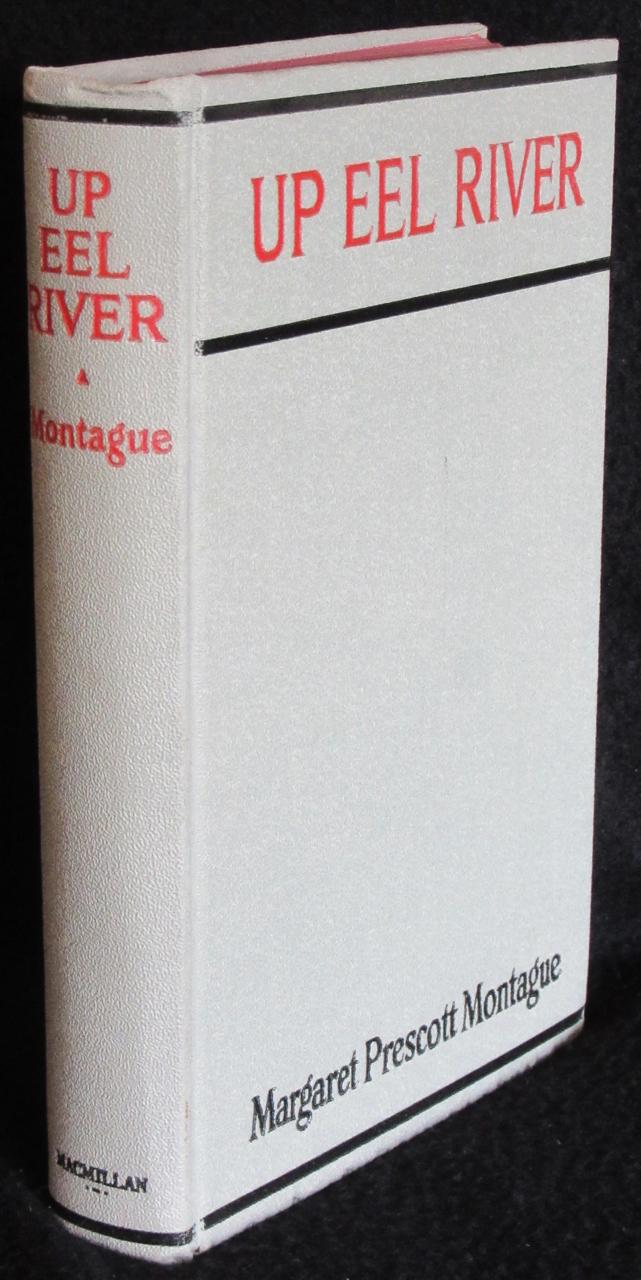 UP
EEL
RIVER
Montague
MACMILLAN
UP EEL RIVER
Margaret Prescott Montague